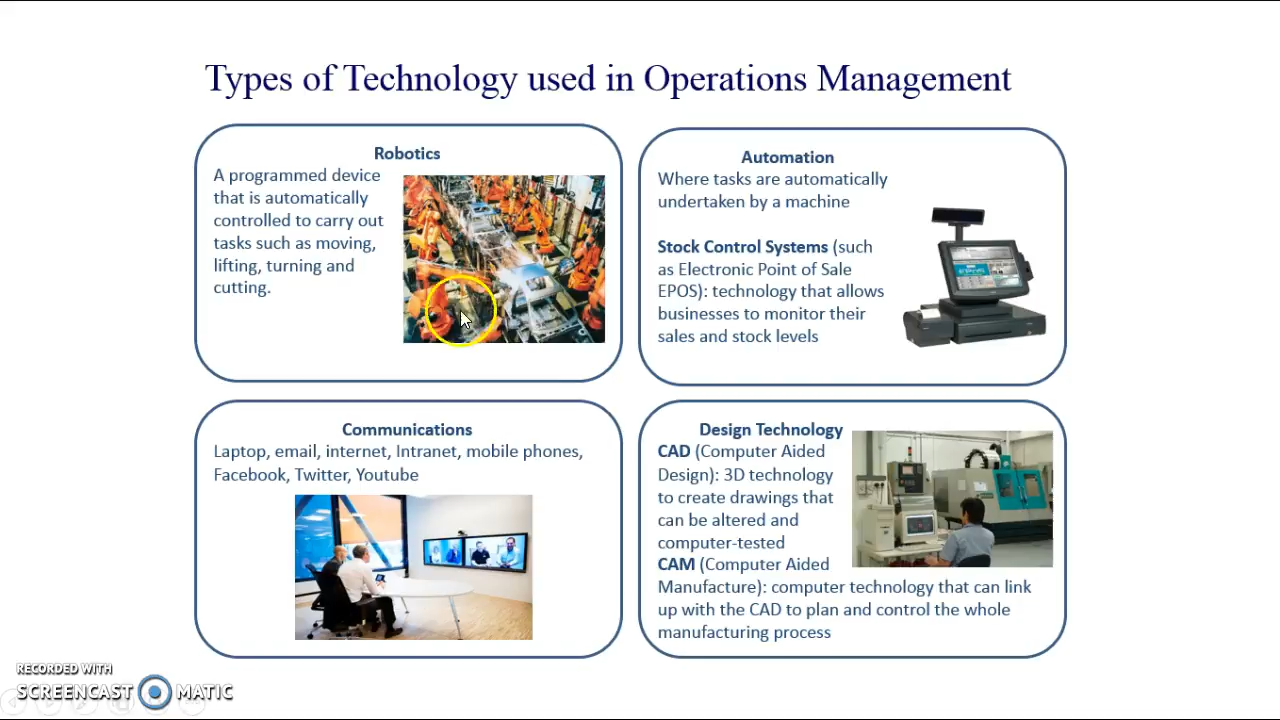 Types of Technology used in Operations Management
Robotics
A programmed device
that is automatically
controlled to carry out
tasks such as moving,
lifting, turning and
cutting.
Automation
Where tasks are automatically
undertaken by a machine
Stock Control Systems (such
as Electronic Point of Sale
EPOS): technology that allows
businesses to monitor their
sales and stock levels
Communications
Laptop, email, internet, Intranet, mobile phones,
Facebook, Twitter, Youtube
Design Technology
CAD (Computer Aided
Design): 3D technology
to create drawings that
can be altered and
computer-tested
CAM (Computer Aided
Manufacture): computer technology that can link
up with the CAD to plan and control the whole
manufacturing process
RECORDED WITH
SCREENCAST MATIC